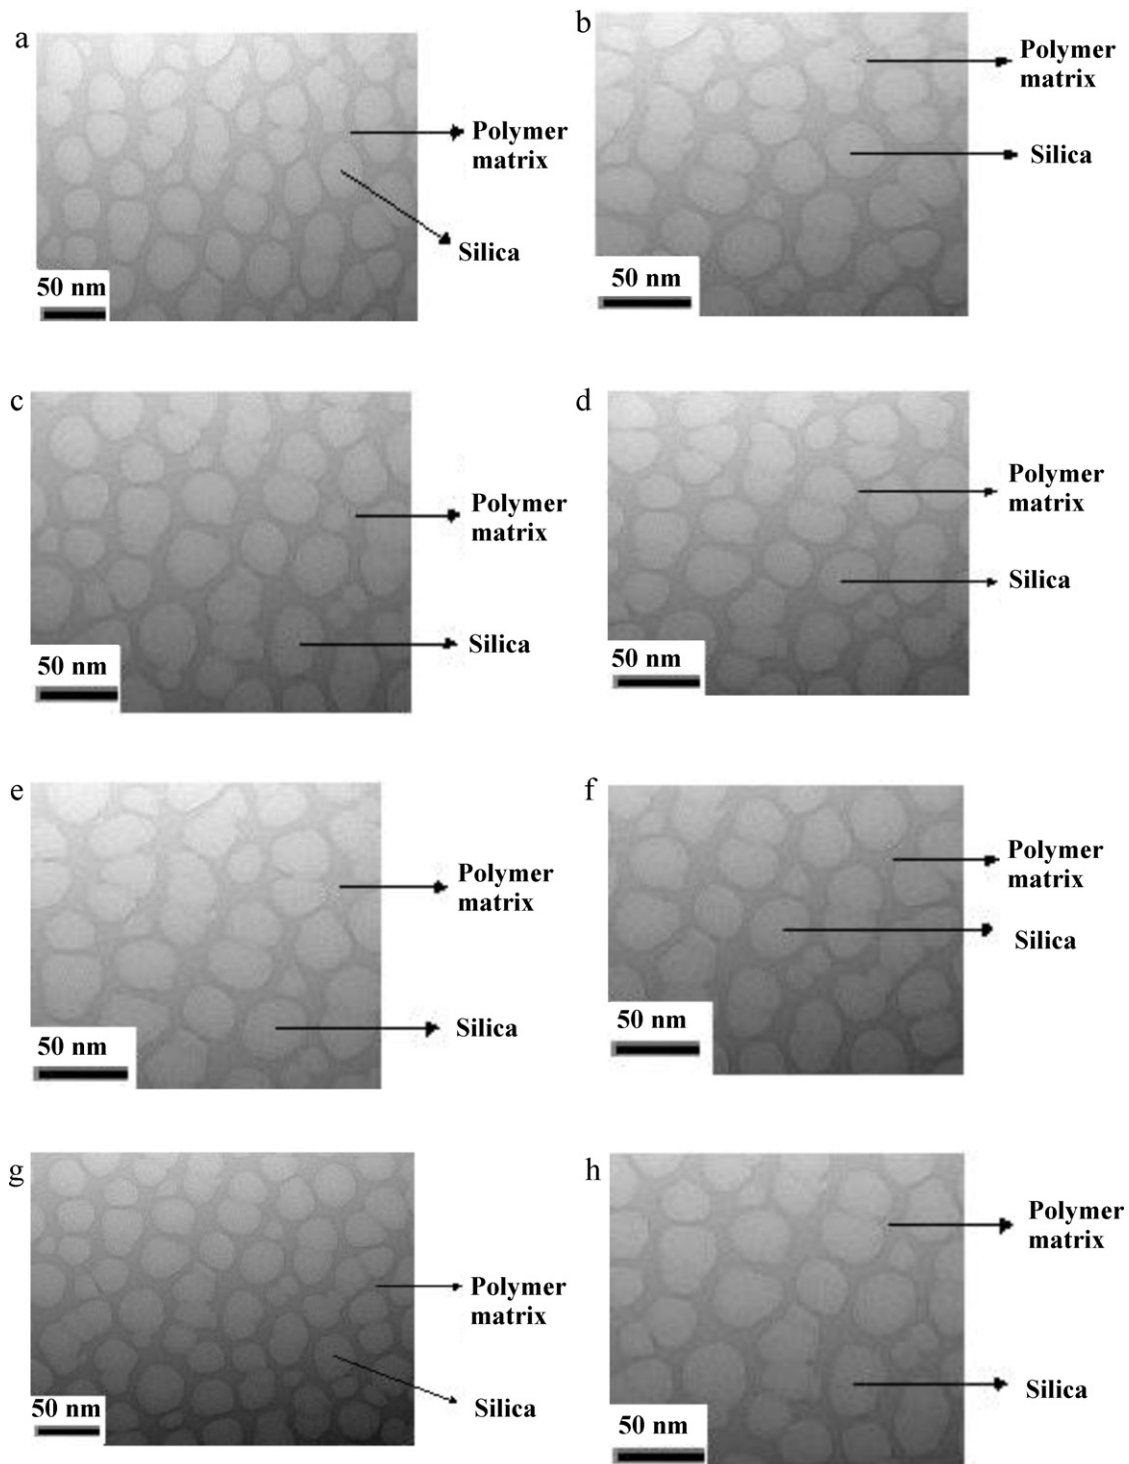 a
Polymer
matrix
Silica
50 nm
b
Polymer
matrix
Silica
50 nm
c
Polymer
matrix
Silica
50 nm
d
Polymer
matrix
Silica
50 nm
e
Polymer
matrix
Silica
50 nm
f
Polymer
matrix
Silica
50 nm
g
Polymer
matrix
Silica
50 nm
h
Polymer
matrix
Silica
50 nm